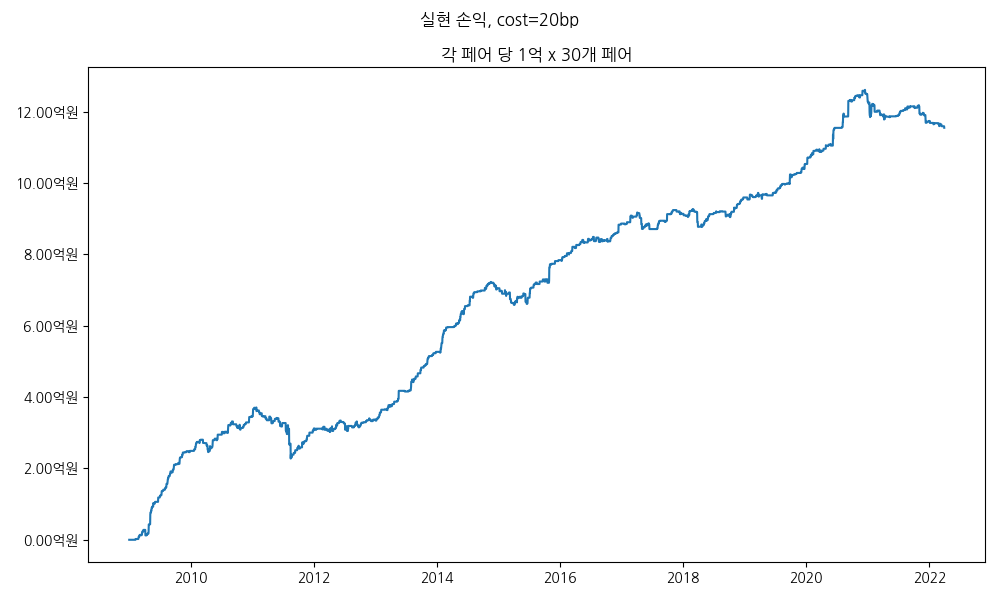 실현 손익, cost=20bp
각 페어 당 1억 x 30개 페어
12.00억원
10.00억원
8.00억원
6.00억원
4.00억원
2.00억원
0.00억원
2010 2012 2014 2016 2018 2020 2022